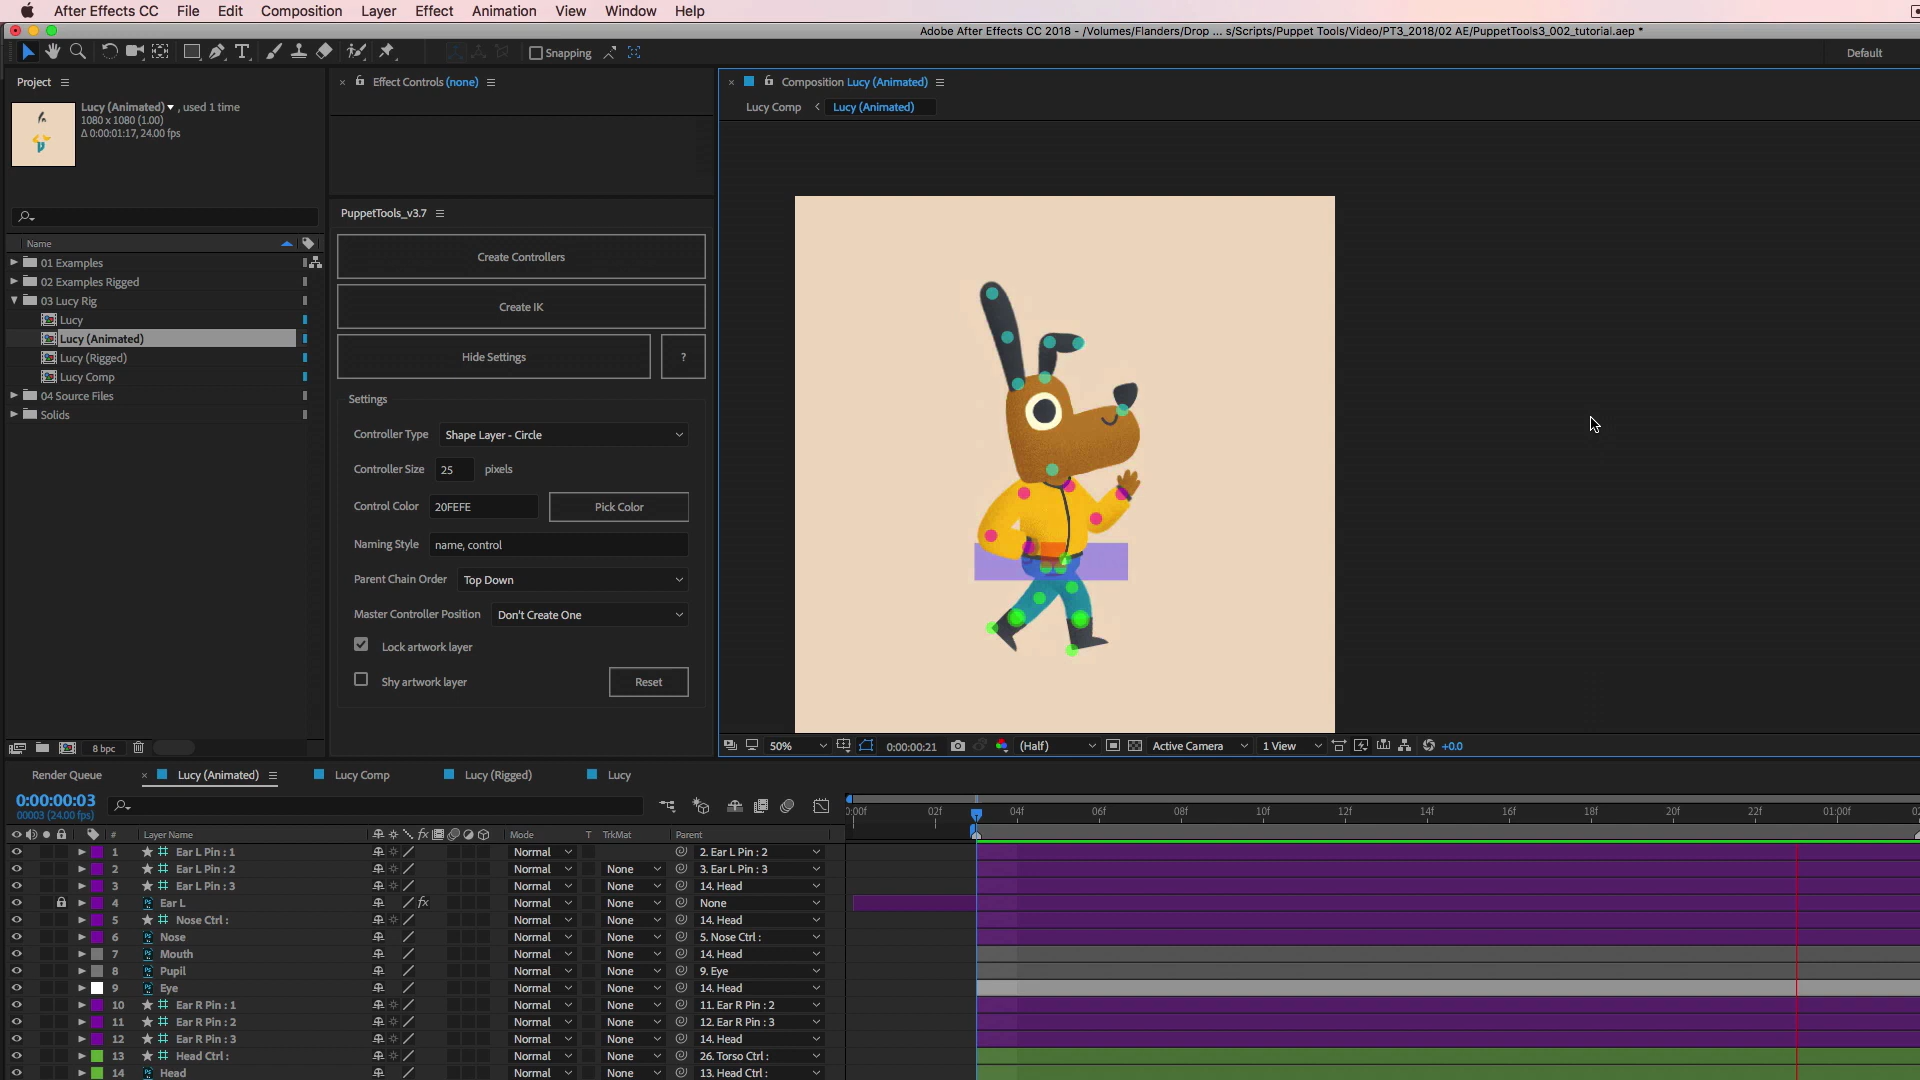 After Effects CC File Edit Composition Layer Effect Animation View Window Help
Adobe After Effects CC 2018 - /Volumes/Flanders/Drop ... s/Scripts/Puppet Tools/Video/PT3_2018/02 AE/PuppetTools3_002_tutorial.aep *
Snapping
Default
Project
Lucy (Animated) , used 1 time
1080 x 1080 (1.00)
Δ 0:00:01:17, 24.00 fps
Name
01 Examples
02 Examples Rigged
03 Lucy Rig
Lucy
Lucy (Animated)
Lucy (Rigged)
Lucy Comp
04 Source Files
Solids
8 bpc
Effect Controls (none)
PuppetTools_v3.7
Create Controllers
Create IK
Hide Settings ?
Settings
Controller Type Shape Layer - Circle
Controller Size 25 pixels
Control Color 20FEFE Pick Color
Naming Style name, control
Parent Chain Order Top Down
Master Controller Position Don't Create One
Lock artwork layer
Shy artwork layer Reset
Composition Lucy (Animated)
Lucy Comp Lucy (Animated)
50% 0:00:00:21 (Half) Active Camera 1 View +0.0
Render Queue Lucy (Animated) Lucy Comp Lucy (Rigged) Lucy
0:00:00:03
00003 (24.00 fps)
0:00f 02f 04f 06f 08f 10f 12f 14f 16f 18f 20f 22f 01:00f 02
# Layer Name fx Mode T TrkMat Parent
1 Ear L Pin : 1 Normal 2. Ear L Pin : 2
2 Ear L Pin : 2 Normal None 3. Ear L Pin : 3
3 Ear L Pin : 3 Normal None 14. Head
4 Ear L fx Normal None None
5 Nose Ctrl : Normal None 14. Head
6 Nose Normal None 5. Nose Ctrl :
7 Mouth Normal None 14. Head
8 Pupil Normal None 9. Eye
9 Eye Normal None 14. Head
10 Ear R Pin : 1 Normal None 11. Ear R Pin : 2
11 Ear R Pin : 2 Normal None 12. Ear R Pin : 3
12 Ear R Pin : 3 Normal None 14. Head
13 Head Ctrl : Normal None 26. Torso Ctrl :
14 Head Normal None 13. Head Ctrl :